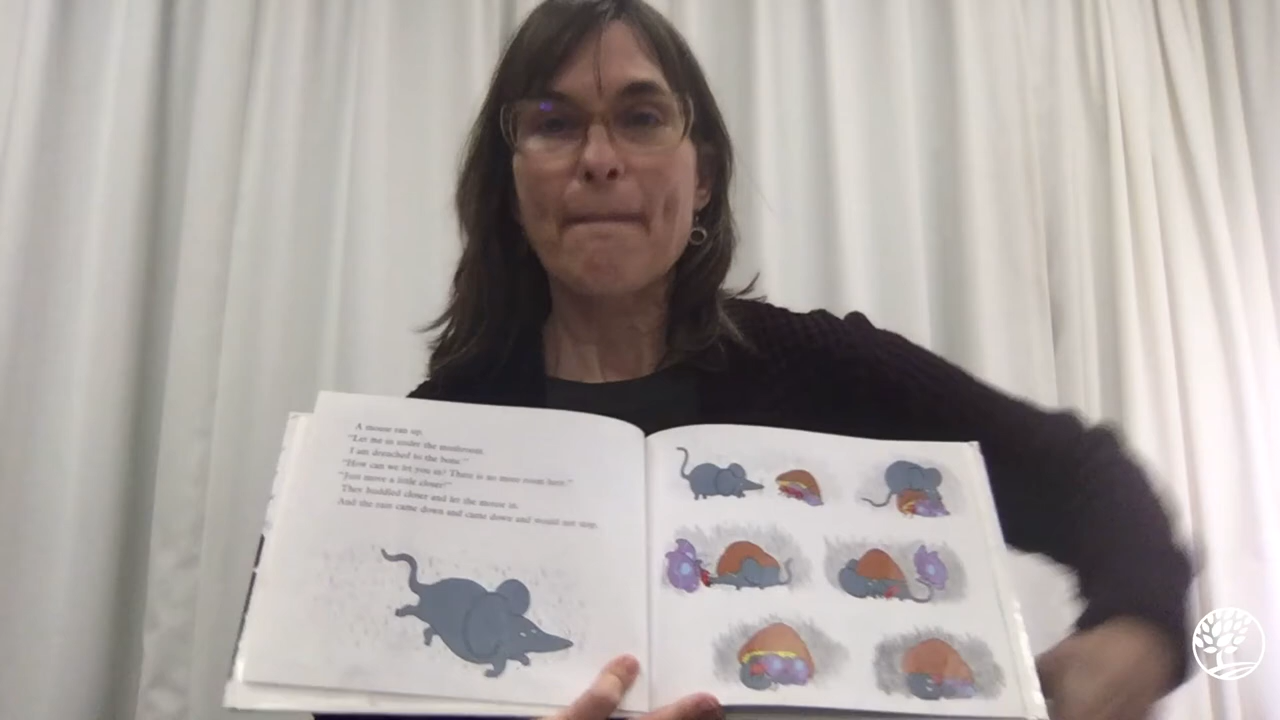 A mouse ran up.
"Let me in under the mushroom.
I am drenched to the bone."
"How can we let you in? There is no more room here."
"Just move a little closer!"
They huddled closer and let the mouse in.
And the rain came down and came down and would not stop.